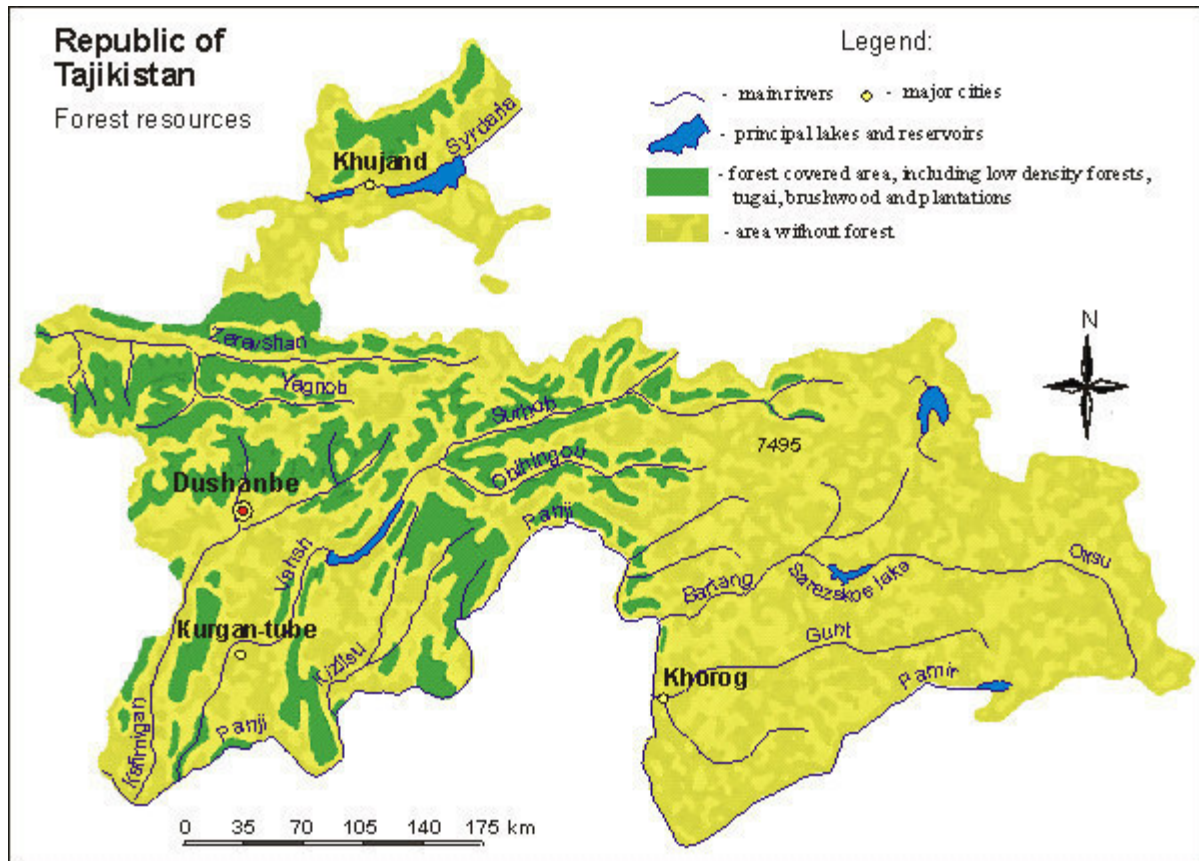 Republic of
Tajikistan
Forest resources
Legend:
- main rivers
- major cities
- principal lakes and reservoirs
- forest covered area, including low density forests,
tugai, brushwood and plantations
- area without forest
Syrdaria
Khujand
N
Zeravshan
Yagnob
Surhob
Obihingou
7495
Dushanbe
Panji
Vahsh
Bartang
Sarezskoe lake
Oksu
Kurgan-tube
Kizilsu
Gunt
Khorog
Pamir
Kafirnigan
Panji
0 35 70 105 140 175 km